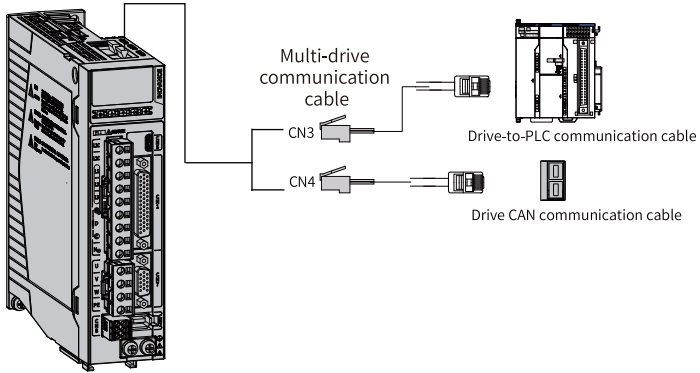 Multi-drive
communication
cable
CN3
CN4
Drive-to-PLC communication cable
Drive CAN communication cable